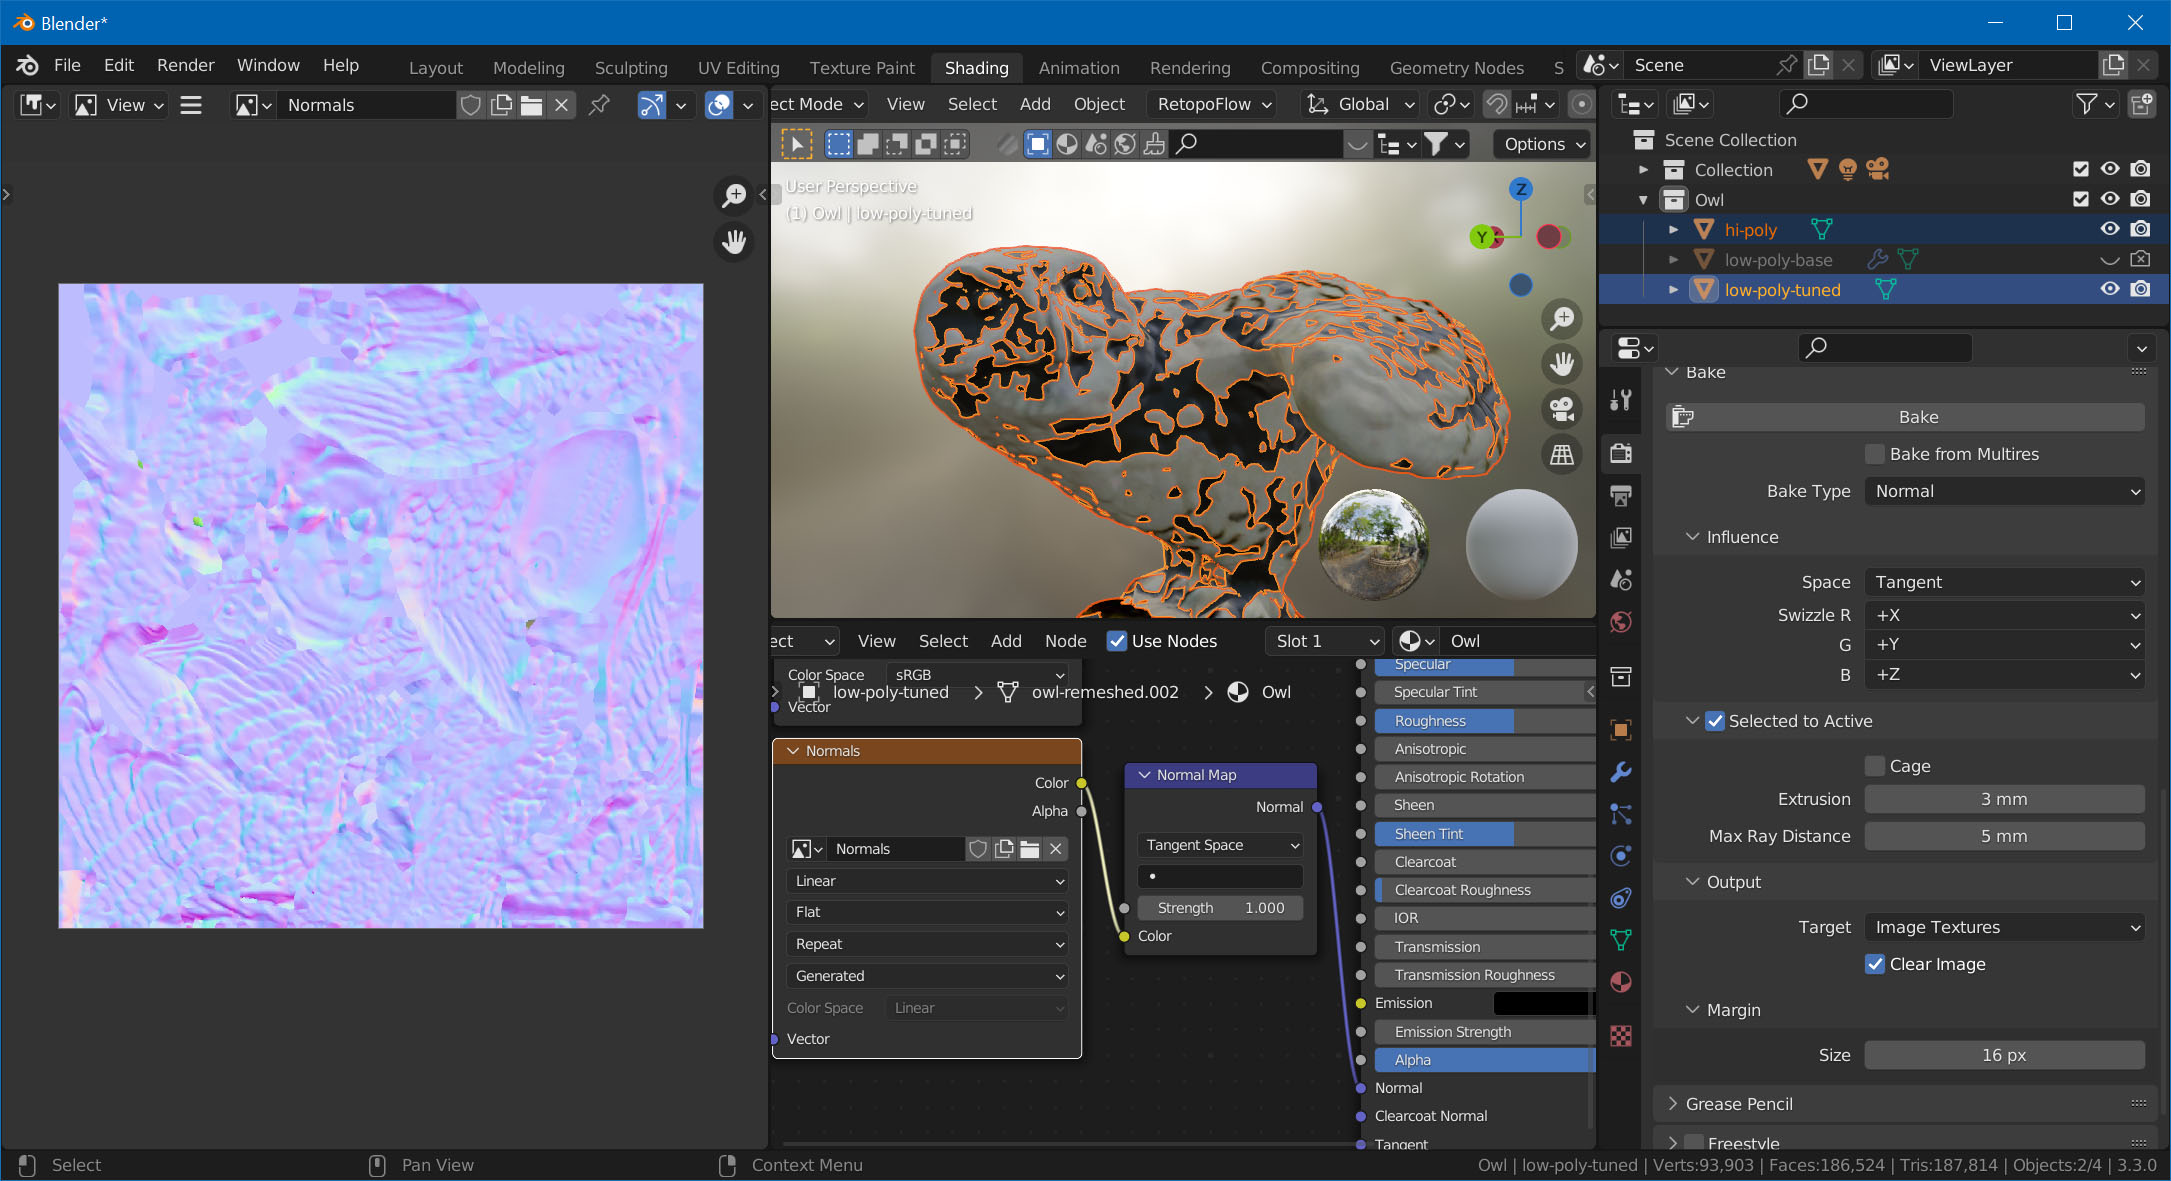 Blender*
File Edit Render Window Help Layout Modeling Sculpting UV Editing Texture Paint Shading Animation Rendering Compositing Geometry Nodes S Scene ViewLayer
View Normals
ect Mode View Select Add Object RetopoFlow Global
Options
User Perspective
(1) Owl | low-poly-tuned
Z
Y
ect View Select Add Node Use Nodes Slot 1 Owl
Color Space sRGB
low-poly-tuned > owl-remeshed.002 > Owl
Vector
Normals
Color
Alpha
Normals
Linear
Flat
Repeat
Generated
Color Space Linear
Vector
Normal Map
Normal
Tangent Space
Strength 1.000
Color
Specular
Specular Tint
Roughness
Anisotropic
Anisotropic Rotation
Sheen
Sheen Tint
Clearcoat
Clearcoat Roughness
IOR
Transmission
Transmission Roughness
Emission
Emission Strength
Alpha
Normal
Clearcoat Normal
Tangent
Scene Collection
Collection
Owl
hi-poly
low-poly-base
low-poly-tuned
Bake
Bake
Bake from Multires
Bake Type Normal
Influence
Space Tangent
Swizzle R +X
G +Y
B +Z
Selected to Active
Cage
Extrusion 3 mm
Max Ray Distance 5 mm
Output
Target Image Textures
Clear Image
Margin
Size 16 px
Grease Pencil
Freestyle
Select Pan View Context Menu Owl | low-poly-tuned | Verts:93,903 | Faces:186,524 | Tris:187,814 | Objects:2/4 | 3.3.0